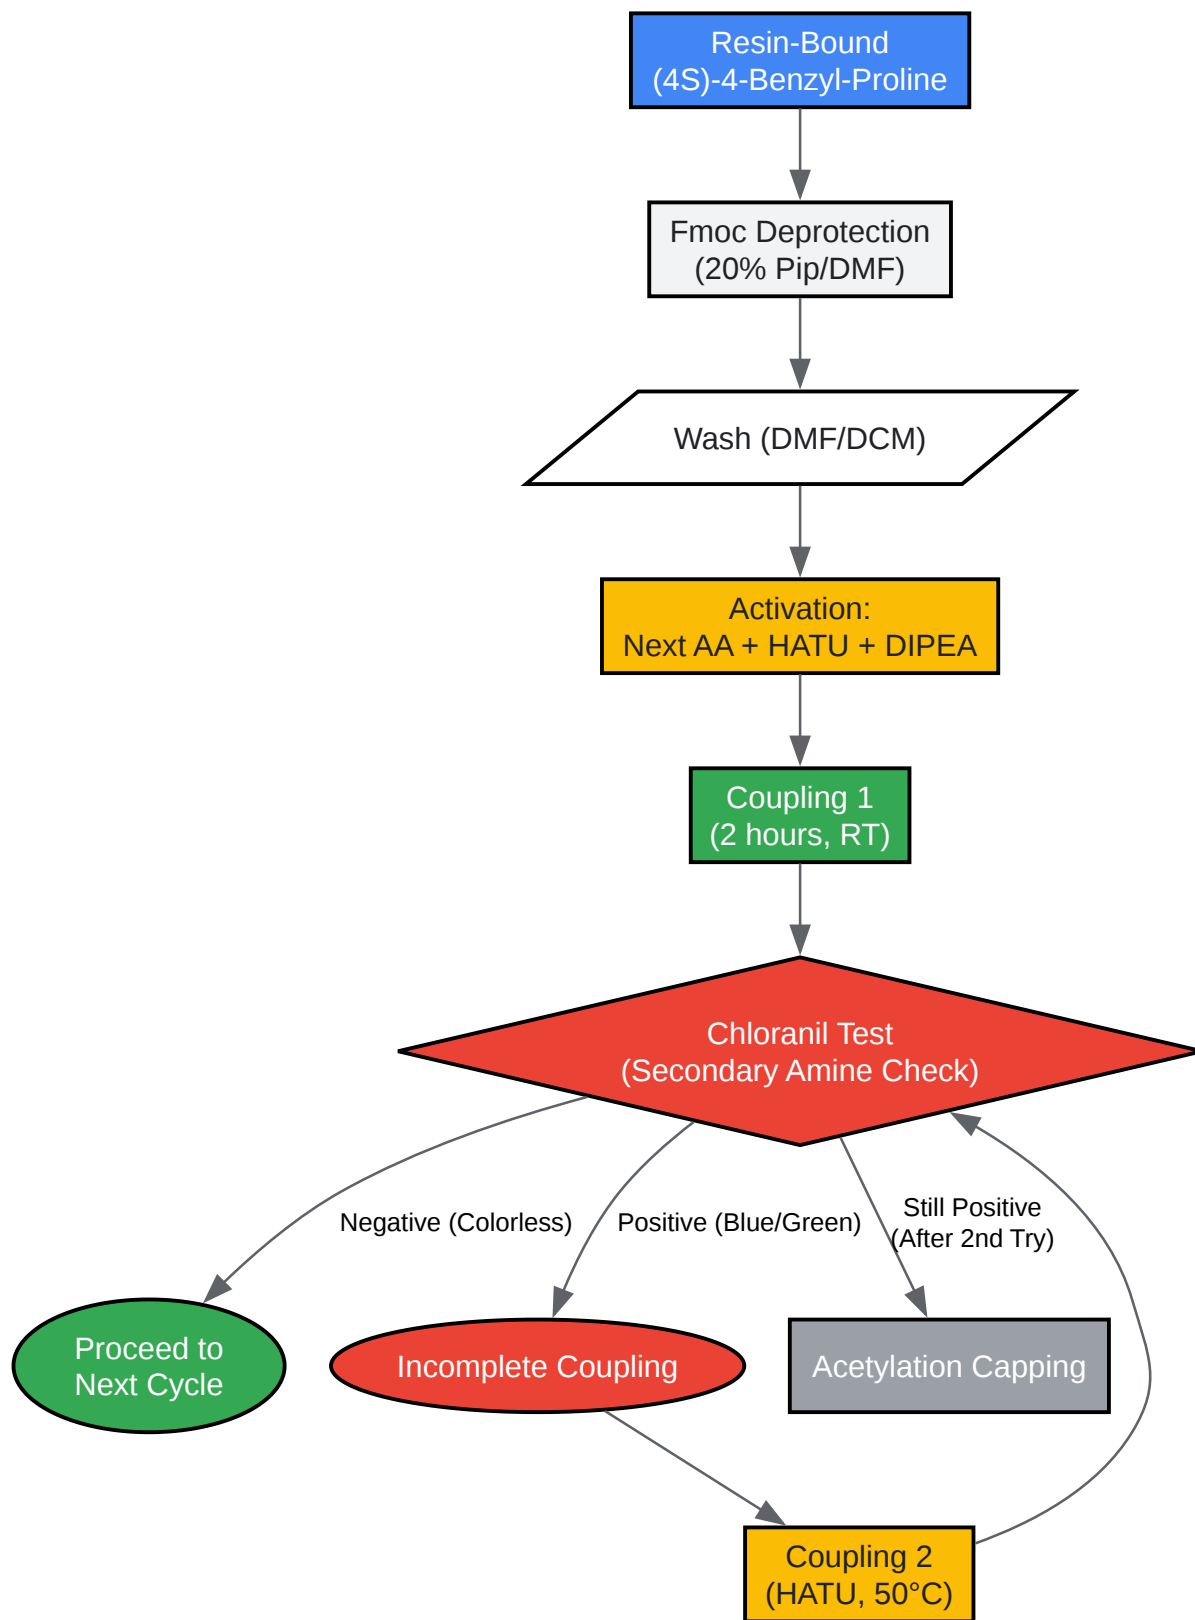 Resin-Bound
(4S)-4-Benzyl-Proline
Fmoc Deprotection
(20% Pip/DMF)
Wash (DMF/DCM)
Activation:
Next AA + HATU + DIPEA
Coupling 1
(2 hours, RT)
Chloranil Test
(Secondary Amine Check)
Negative (Colorless)
Positive (Blue/Green)
Still Positive
(After 2nd Try)
Proceed to
Next Cycle
Incomplete Coupling
Acetylation Capping
Coupling 2
(HATU, 50°C)